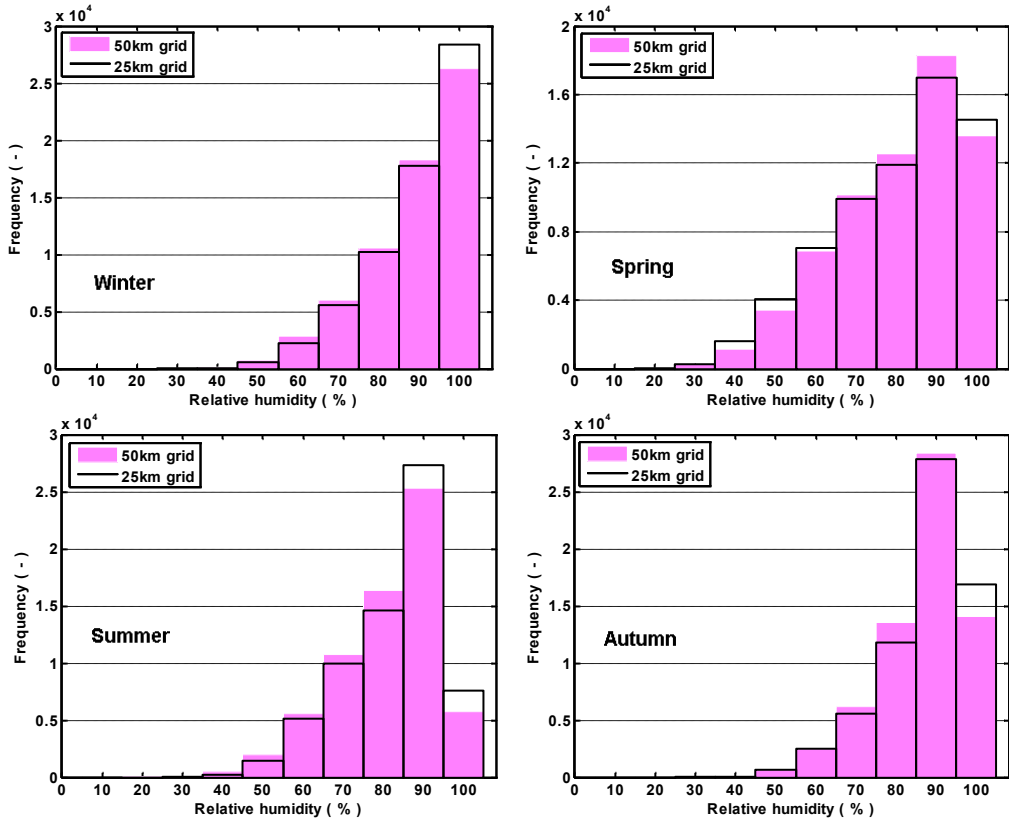 x 10^4
3
2.5
2
1.5
1
0.5
0
Frequency ( - )
50km grid
25km grid
Winter
0 10 20 30 40 50 60 70 80 90 100
Relative humidity ( % )
x 10^4
2
1.6
1.2
0.8
0.4
0
Frequency ( - )
50km grid
25km grid
Spring
0 10 20 30 40 50 60 70 80 90 100
Relative humidity ( % )
x 10^4
3
2.5
2
1.5
1
0.5
0
Frequency ( - )
50km grid
25km grid
Summer
0 10 20 30 40 50 60 70 80 90 100
Relative humidity ( % )
x 10^4
3
2.5
2
1.5
1
0.5
0
Frequency ( - )
50km grid
25km grid
Autumn
0 10 20 30 40 50 60 70 80 90 100
Relative humidity ( % )